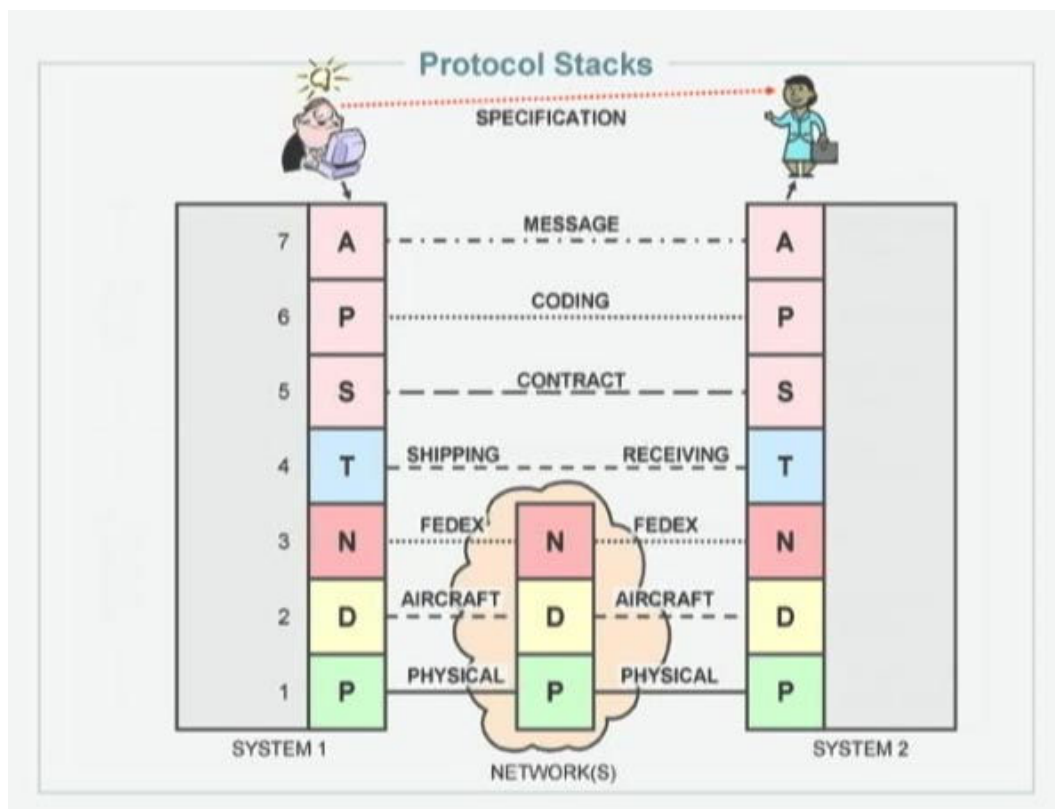 Protocol Stacks
SPECIFICATION
7 A MESSAGE A
6 P CODING P
5 S CONTRACT S
4 T SHIPPING RECEIVING T
3 N FEDEX N FEDEX N
2 D AIRCRAFT D AIRCRAFT D
1 P PHYSICAL P PHYSICAL P
SYSTEM 1 SYSTEM 2
NETWORK(S)